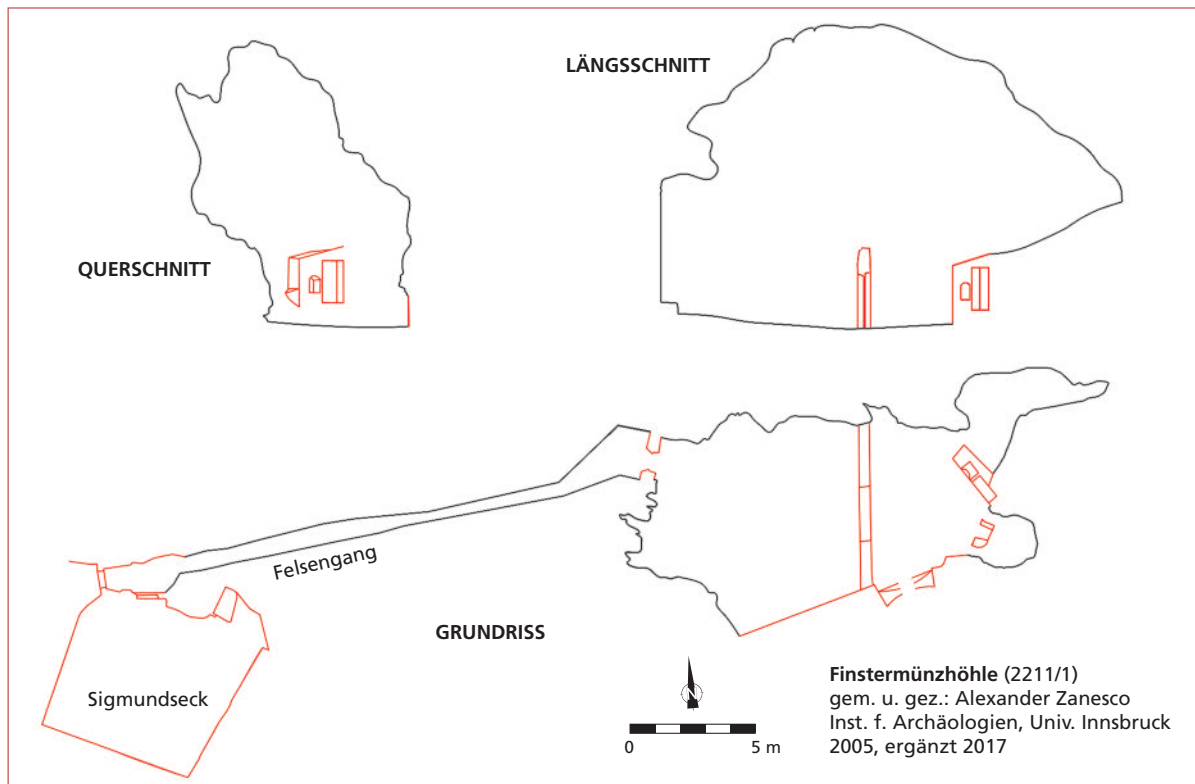 LÄNGSSCHNITT
QUERSCHNITT
Felsengang
GRUNDRISS
Sigmundseck
N
0 5 m
Finstermünzhöhle (2211/1)
gem. u. gez.: Alexander Zanesco
Inst. f. Archäologien, Univ. Innsbruck
2005, ergänzt 2017